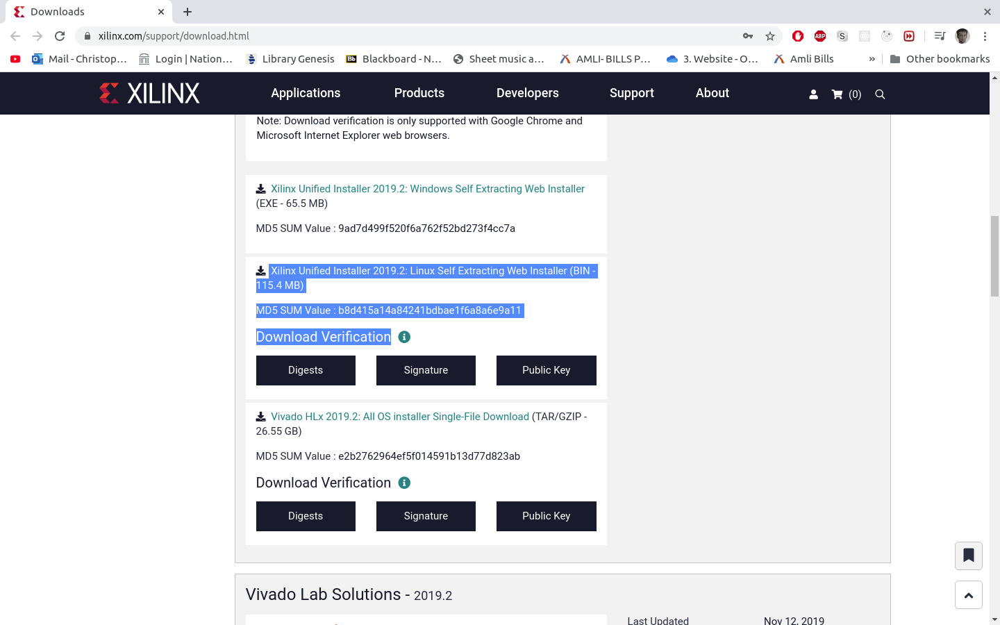 Downloads
xilinx.com/support/download.html
ABP
S
Mail - Christop…
Login | Nation…
Library Genesis
Bb Blackboard - N…
Sheet music a…
AMLI- BILLS P…
3. Website - O…
Amli Bills
»
Other bookmarks
XILINX
Applications
Products
Developers
Support
About
(0)
Note: Download verification is only supported with Google Chrome and
Microsoft Internet Explorer web browsers.
Xilinx Unified Installer 2019.2: Windows Self Extracting Web Installer
(EXE - 65.5 MB)
MD5 SUM Value : 9ad7d499f520f6a762f52bd273f4cc7a
Xilinx Unified Installer 2019.2: Linux Self Extracting Web Installer (BIN -
115.4 MB)
MD5 SUM Value : b8d415a14a84241bdbae1f6a8a6e9a11
Download Verification
Digests
Signature
Public Key
Vivado HLx 2019.2: All OS installer Single-File Download (TAR/GZIP -
26.55 GB)
MD5 SUM Value : e2b2762964ef5f014591b13d77d823ab
Download Verification
Digests
Signature
Public Key
Vivado Lab Solutions - 2019.2
Last Updated
Nov 12, 2019